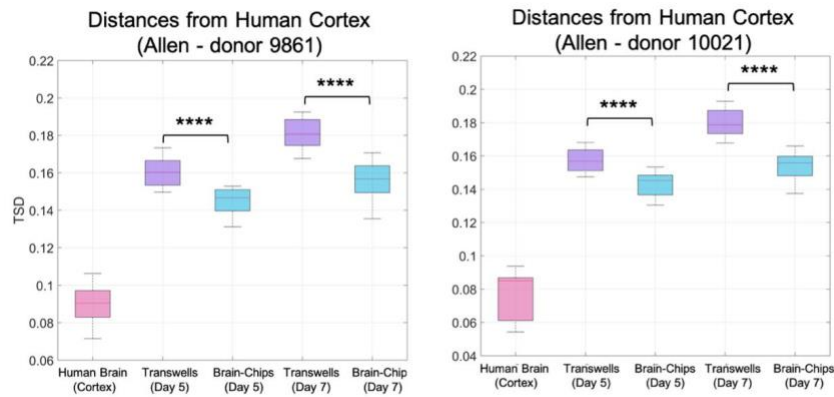 Distances from Human Cortex
(Allen - donor 9861)
0.22
0.2
0.18
0.16
0.14
0.12
0.1
0.08
0.06
TSD
****
****
Human Brain
(Cortex)
Transwells
(Day 5)
Brain-Chips
(Day 5)
Transwells
(Day 7)
Brain-Chip
(Day 7)
Distances from Human Cortex
(Allen - donor 10021)
0.22
0.2
0.18
0.16
0.14
0.12
0.1
0.08
0.06
0.04
****
****
Human Brain
(Cortex)
Transwells
(Day 5)
Brain-Chips
(Day 5)
Transwells
(Day 7)
Brain-Chips
(Day 7)